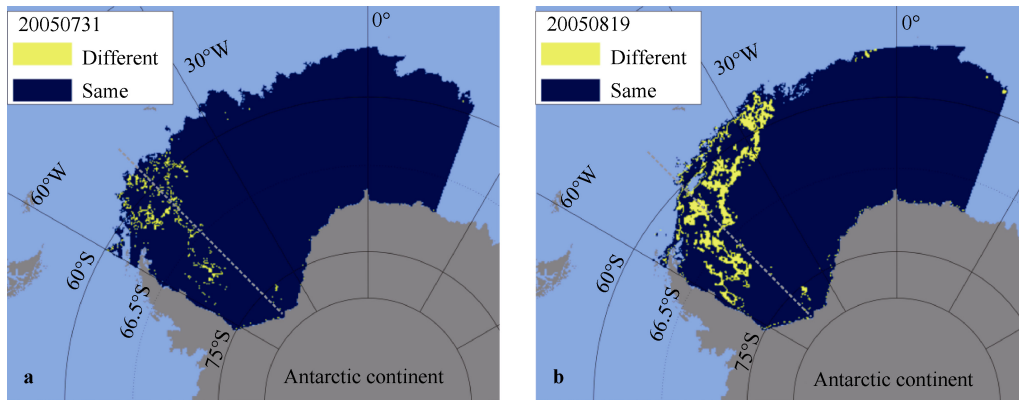 20050731
Different
Same
0°
30°W
60°W
60°S
66.5°S
75°S
Antarctic continent
a
20050819
Different
Same
0°
30°W
60°W
60°S
66.5°S
75°S
Antarctic continent
b